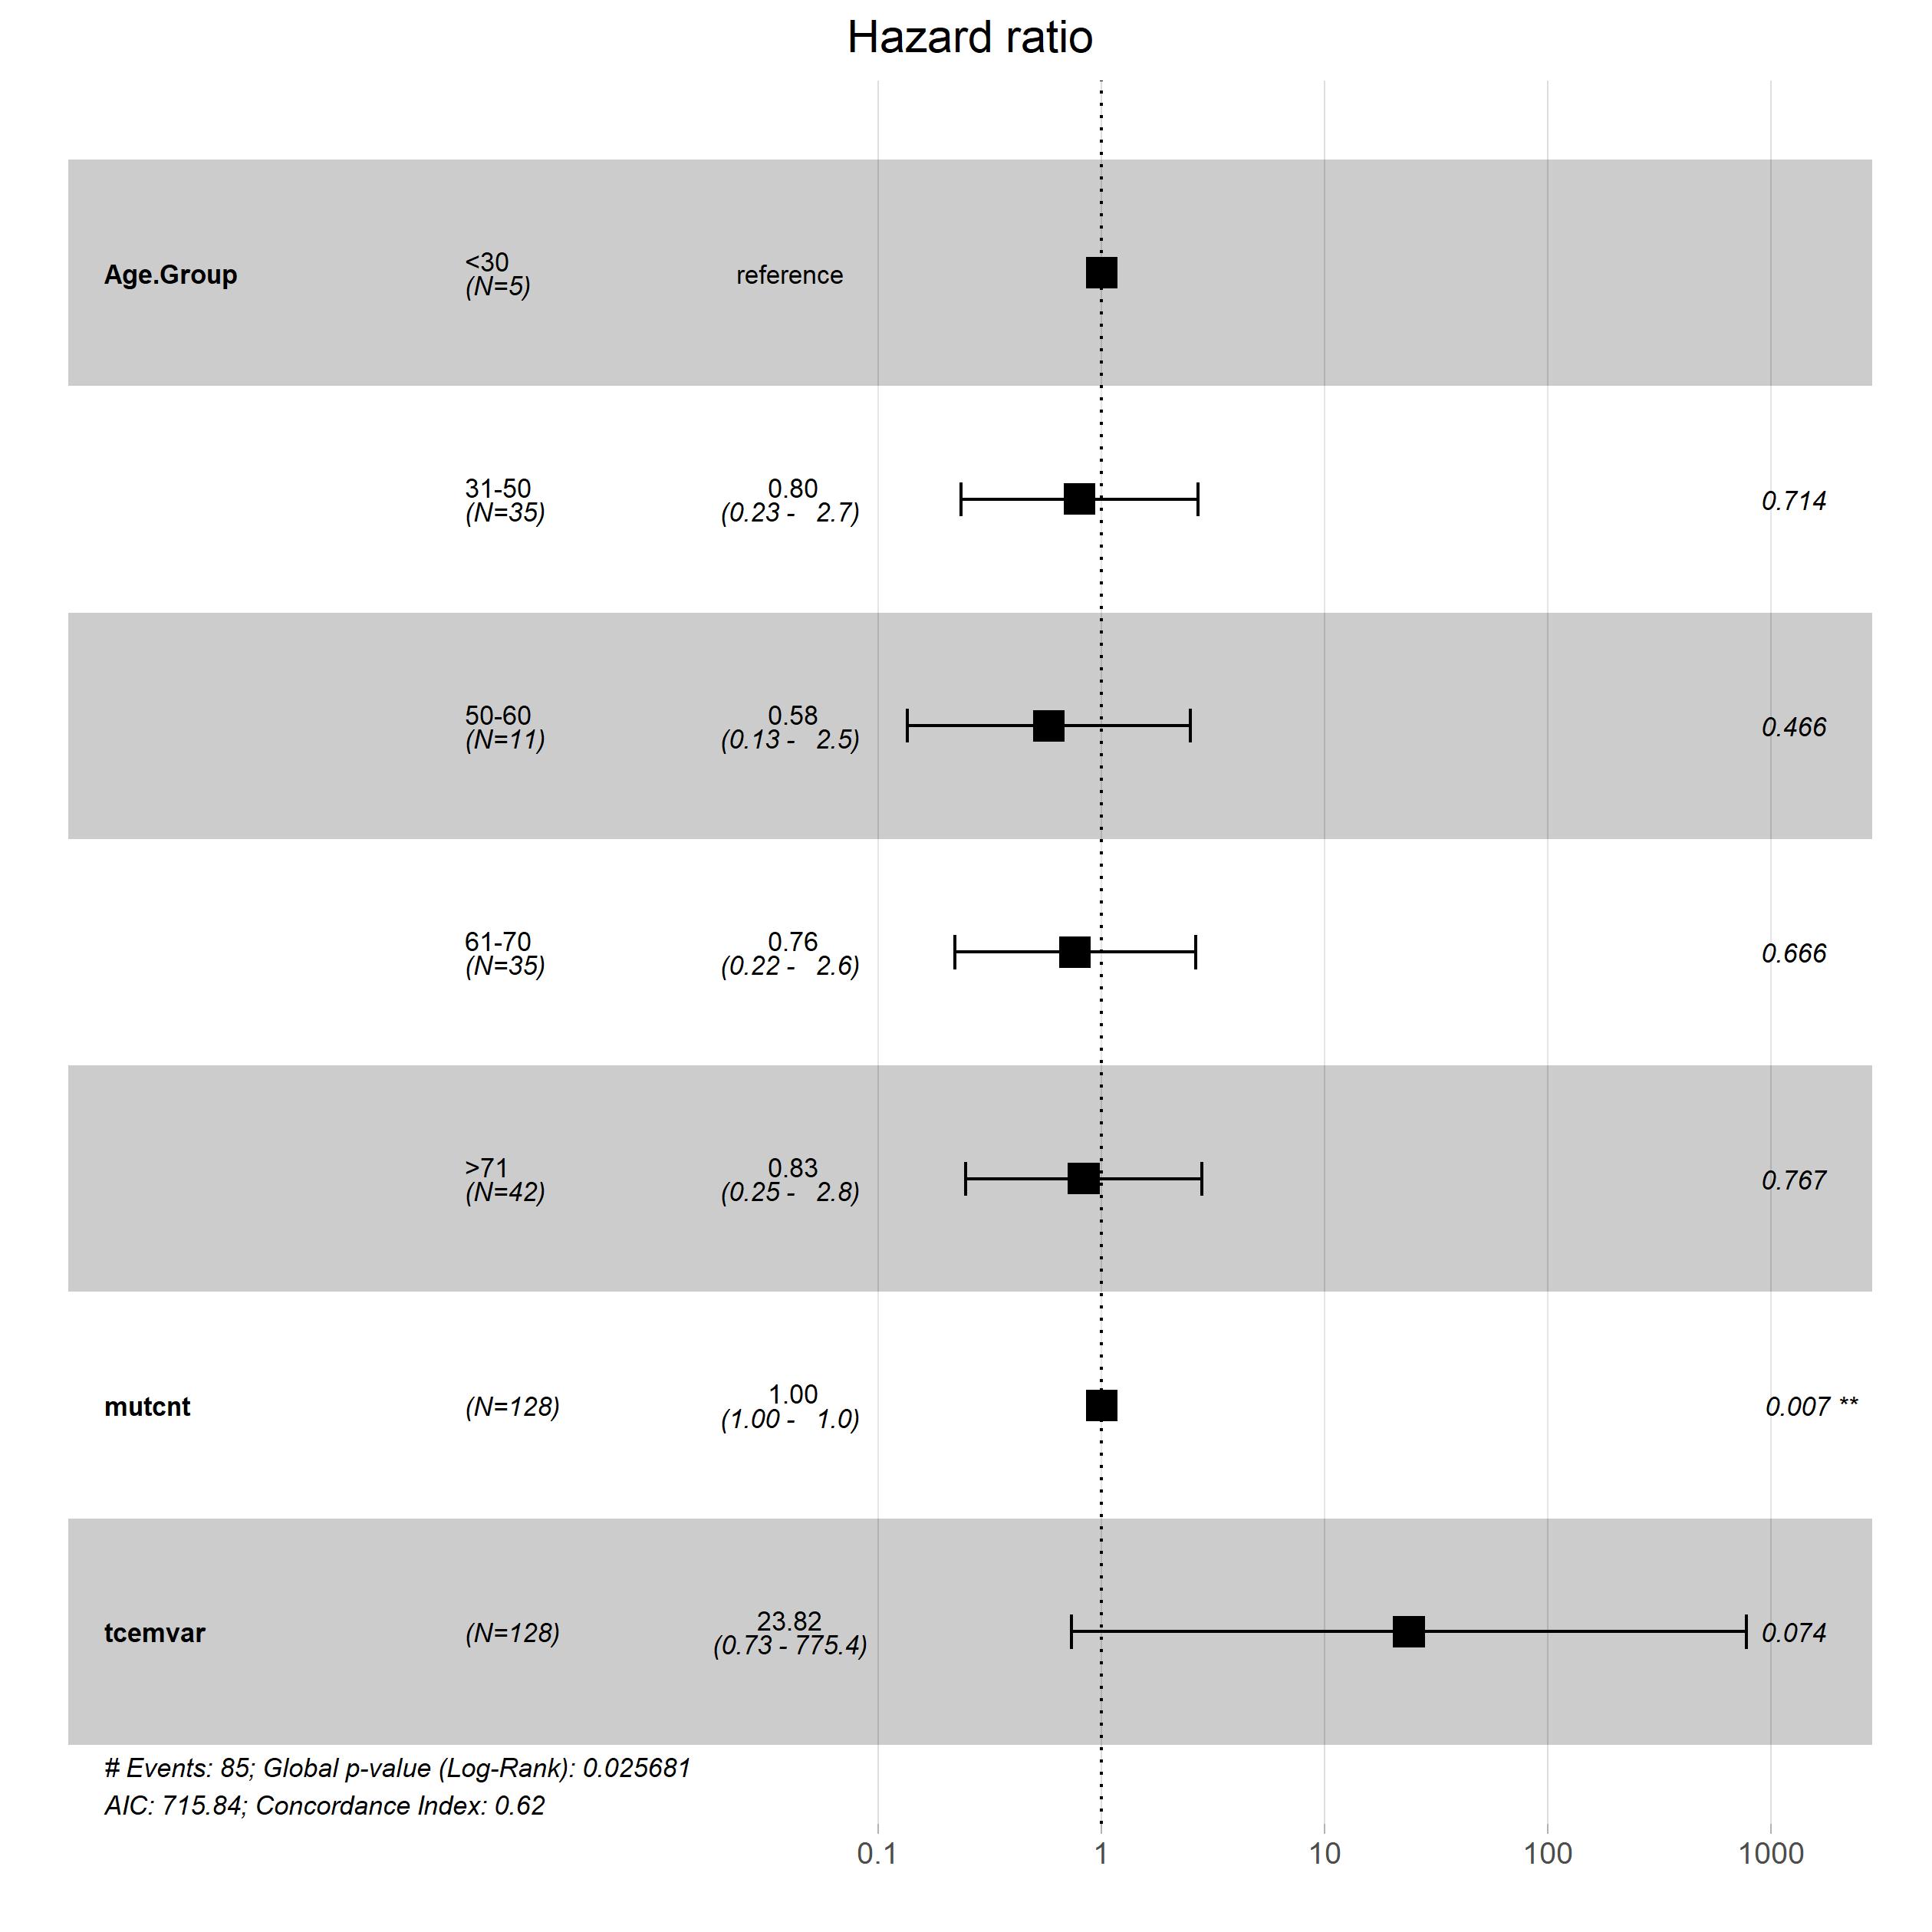 Hazard ratio
Age.Group <30 reference
(N=5)
31-50 0.80
(N=35) (0.23 - 2.7) 0.714
50-60 0.58
(N=11) (0.13 - 2.5) 0.466
61-70 0.76
(N=35) (0.22 - 2.6) 0.666
>71 0.83
(N=42) (0.25 - 2.8) 0.767
mutcnt (N=128) 1.00 0.007 **
(1.00 - 1.0)
tcemvar (N=128) 23.82 0.074
(0.73 - 775.4)
# Events: 85; Global p-value (Log-Rank): 0.025681
AIC: 715.84; Concordance Index: 0.62
0.1 1 10 100 1000